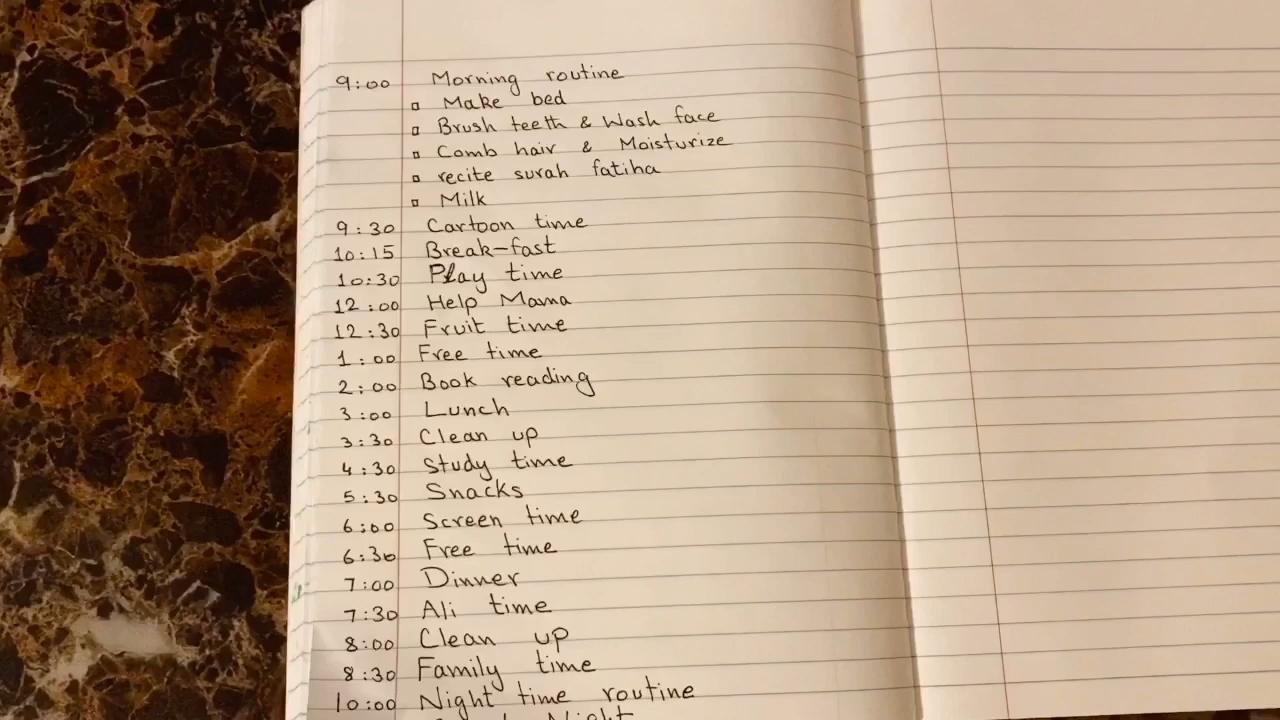 9:00 Morning routine
▫ Make bed
▫ Brush teeth & Wash face
▫ Comb hair & Moisturize
▫ recite surah fatiha
▫ Milk
9:30 Cartoon time
10:15 Break-fast
10:30 Play time
12:00 Help Mama
12:30 Fruit time
1:00 Free time
2:00 Book reading
3:00 Lunch
3:30 Clean up
4:30 Study time
5:30 Snacks
6:00 Screen time
6:30 Free time
7:00 Dinner
7:30 Ali time
8:00 Clean up
8:30 Family time
10:00 Night time routine
Night